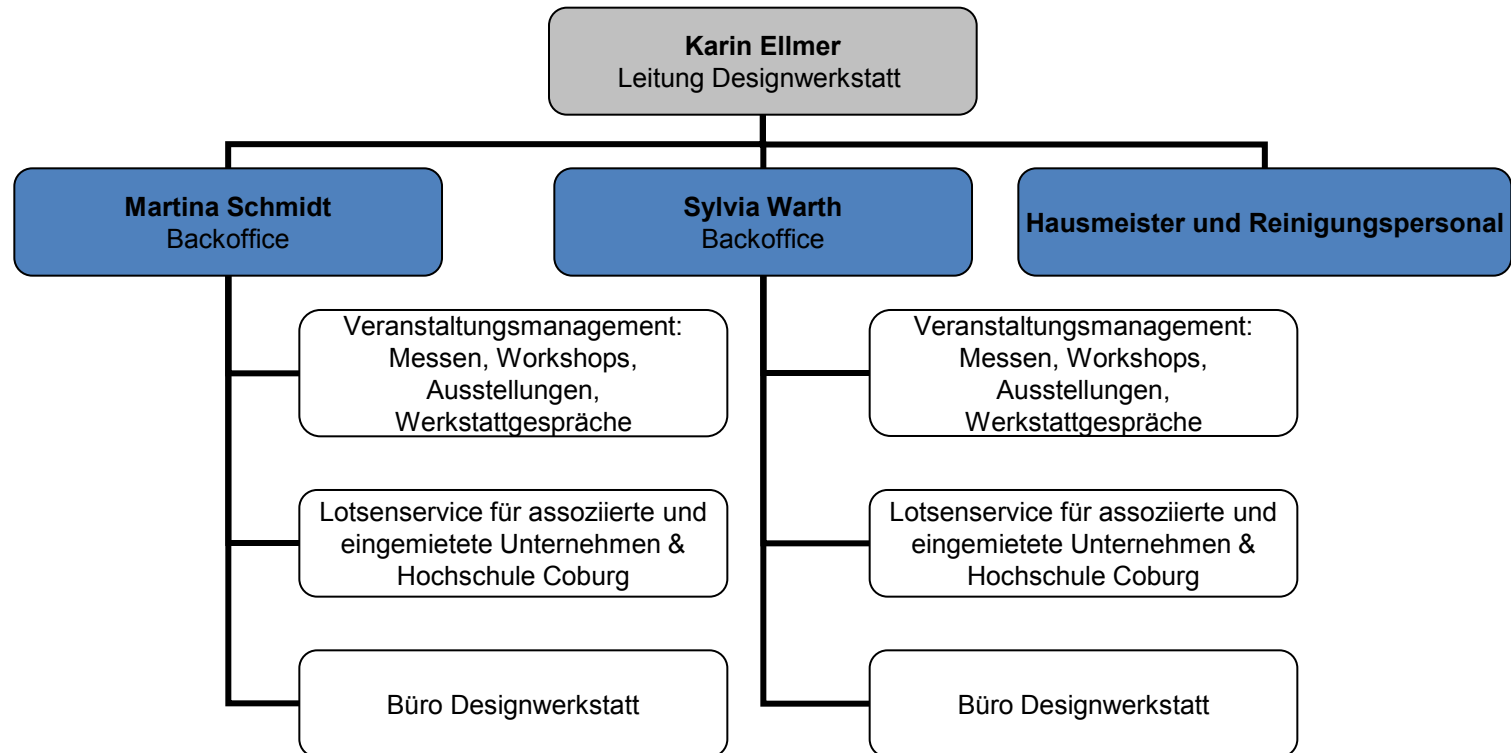 Karin Ellmer
Leitung Designwerkstatt
Martina Schmidt
Backoffice
Sylvia Warth
Backoffice
Hausmeister und Reinigungspersonal
Veranstaltungsmanagement:
Messen, Workshops,
Ausstellungen,
Werkstattgespräche
Veranstaltungsmanagement:
Messen, Workshops,
Ausstellungen,
Werkstattgespräche
Lotsenservice für assoziierte und
eingemietete Unternehmen &
Hochschule Coburg
Lotsenservice für assoziierte und
eingemietete Unternehmen &
Hochschule Coburg
Büro Designwerkstatt
Büro Designwerkstatt